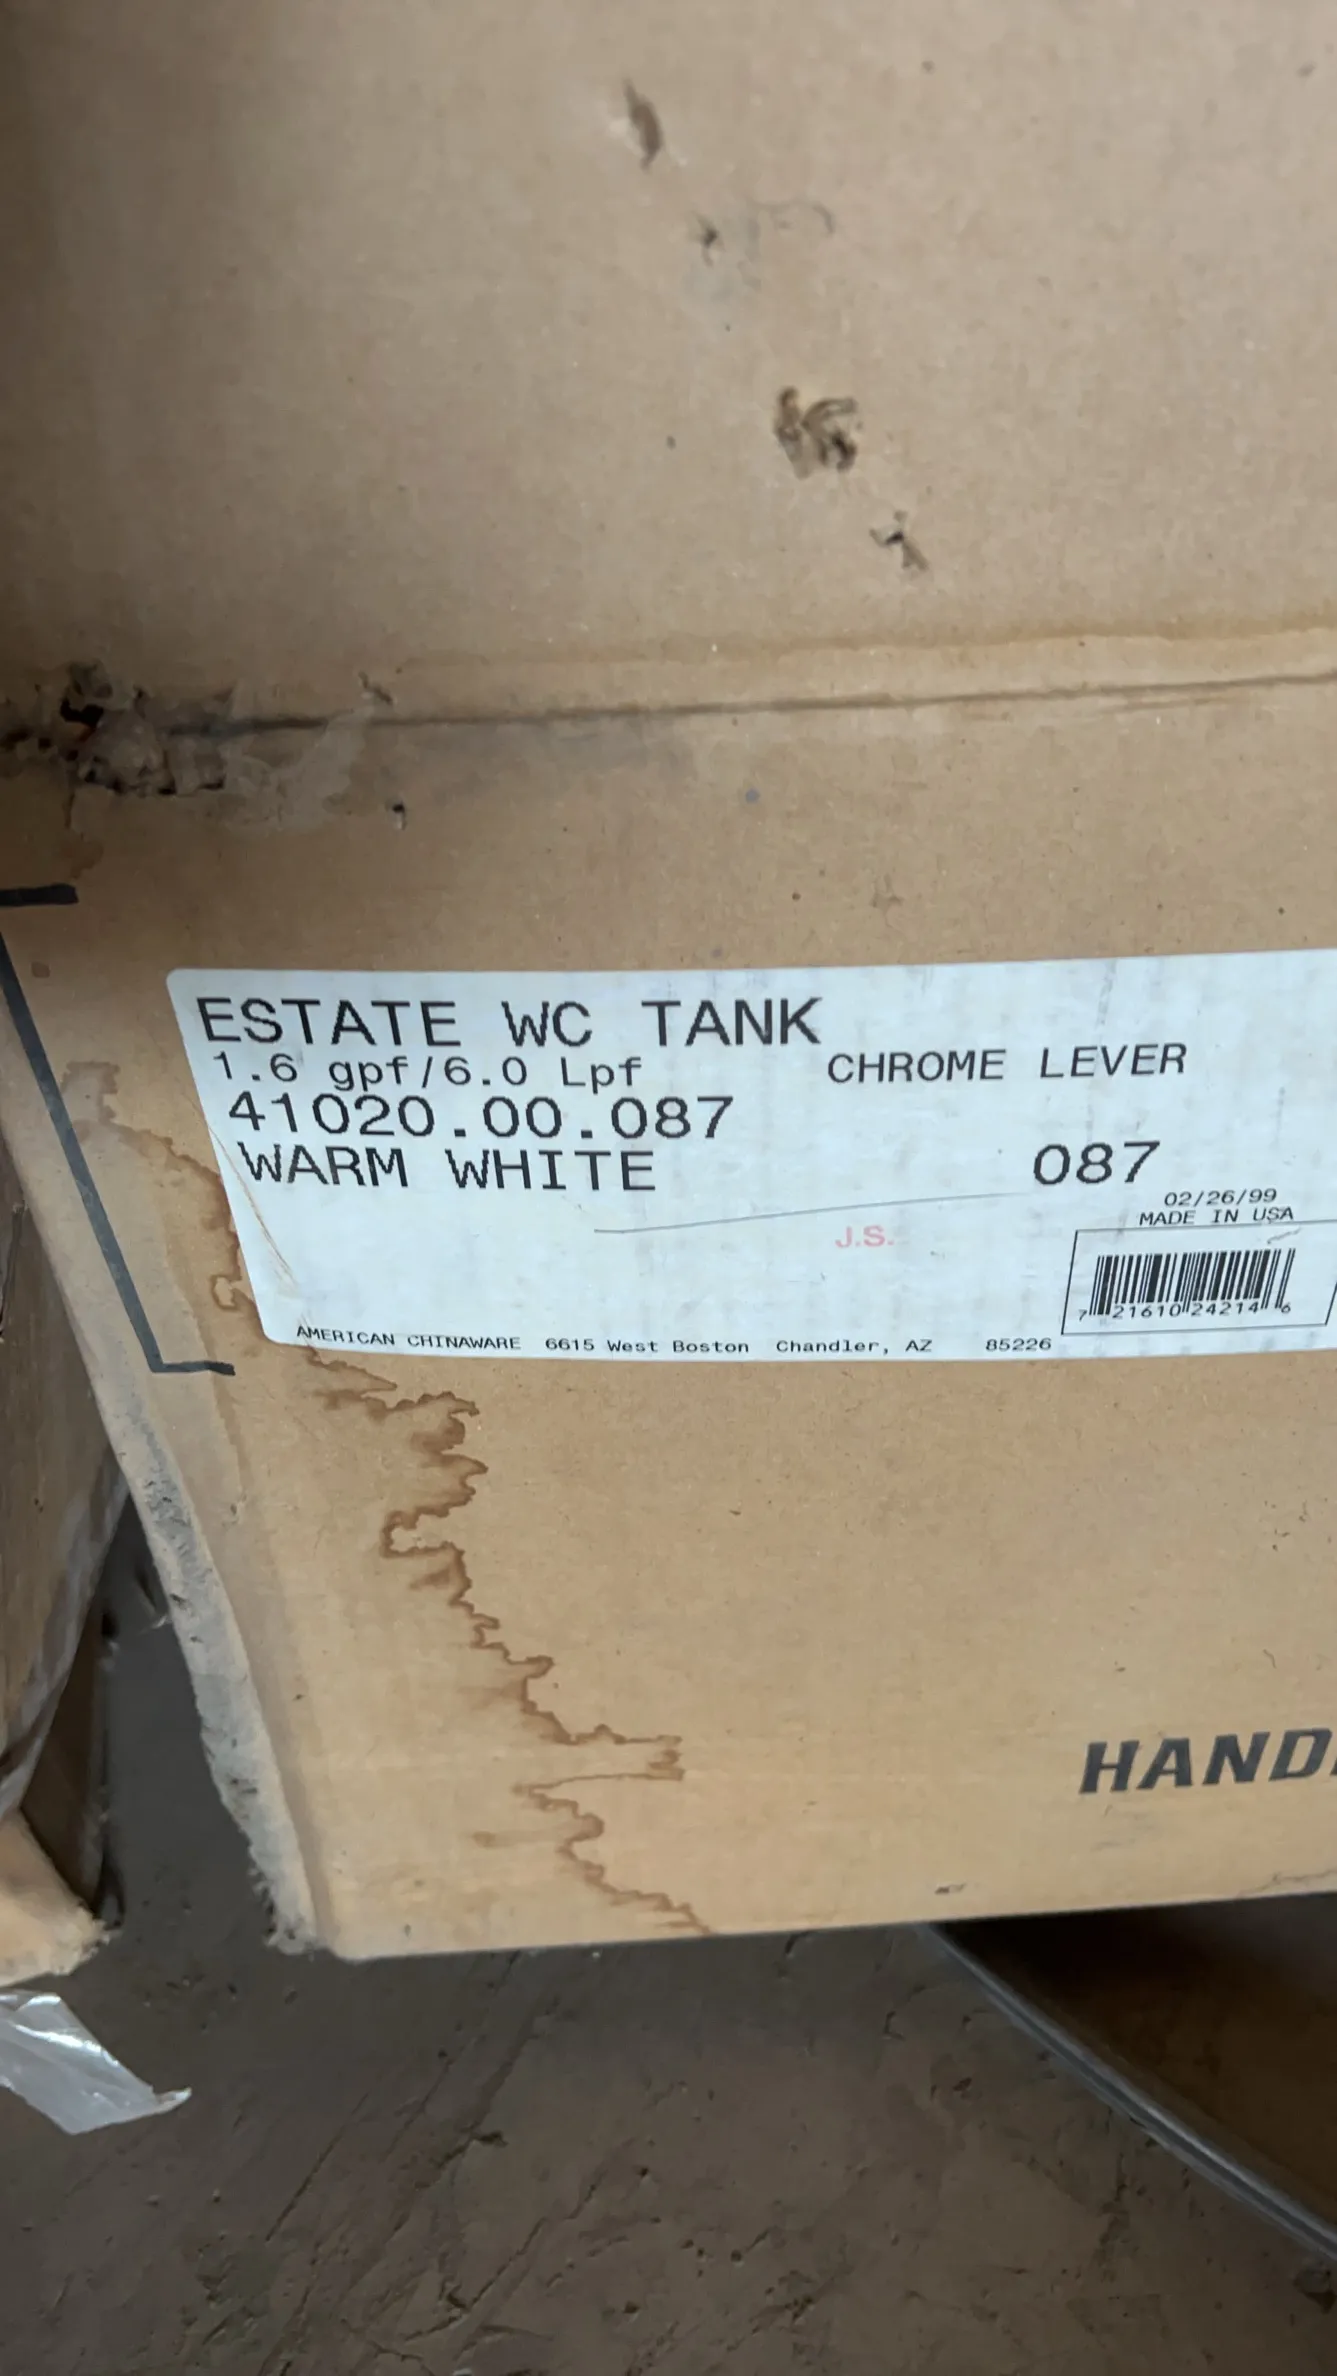 ESTATE WC TANK
1.6 gpf/6.0 Lpf CHROME LEVER
41020.00.087
WARM WHITE 087
02/26/99
MADE IN USA
J.S.
7 21610 24214 6
AMERICAN CHINAWARE 6615 West Boston Chandler, AZ 85226